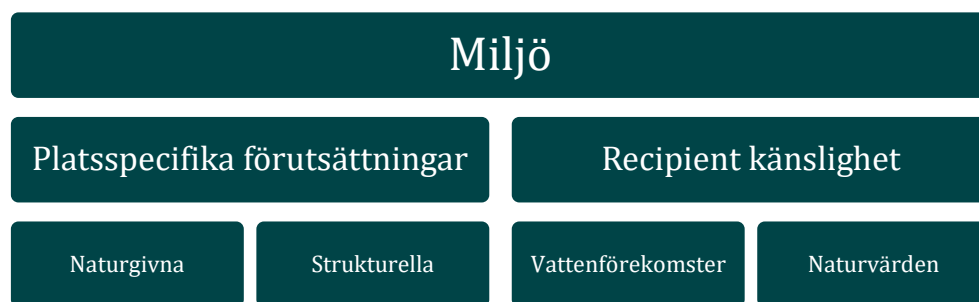 Miljö
Platsspecifika förutsättningar
Recipient känslighet
Naturgivna
Strukturella
Vattenförekomster
Naturvärden